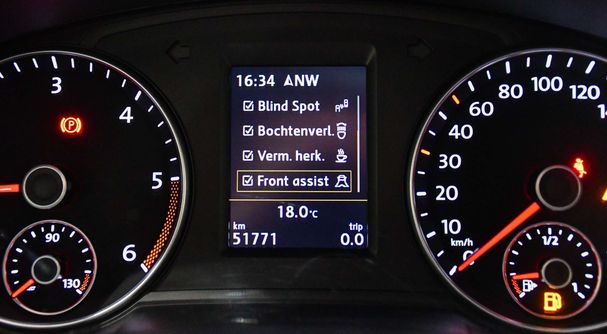 16:34 ANW
Blind Spot
Bochtenverl.
Verm. herk.
Front assist
18.0°C
km trip
51771 0.0
3
4
5
6
90
130
P
100 120
80
60
40
30
20
10
0
km/h
1/2
1